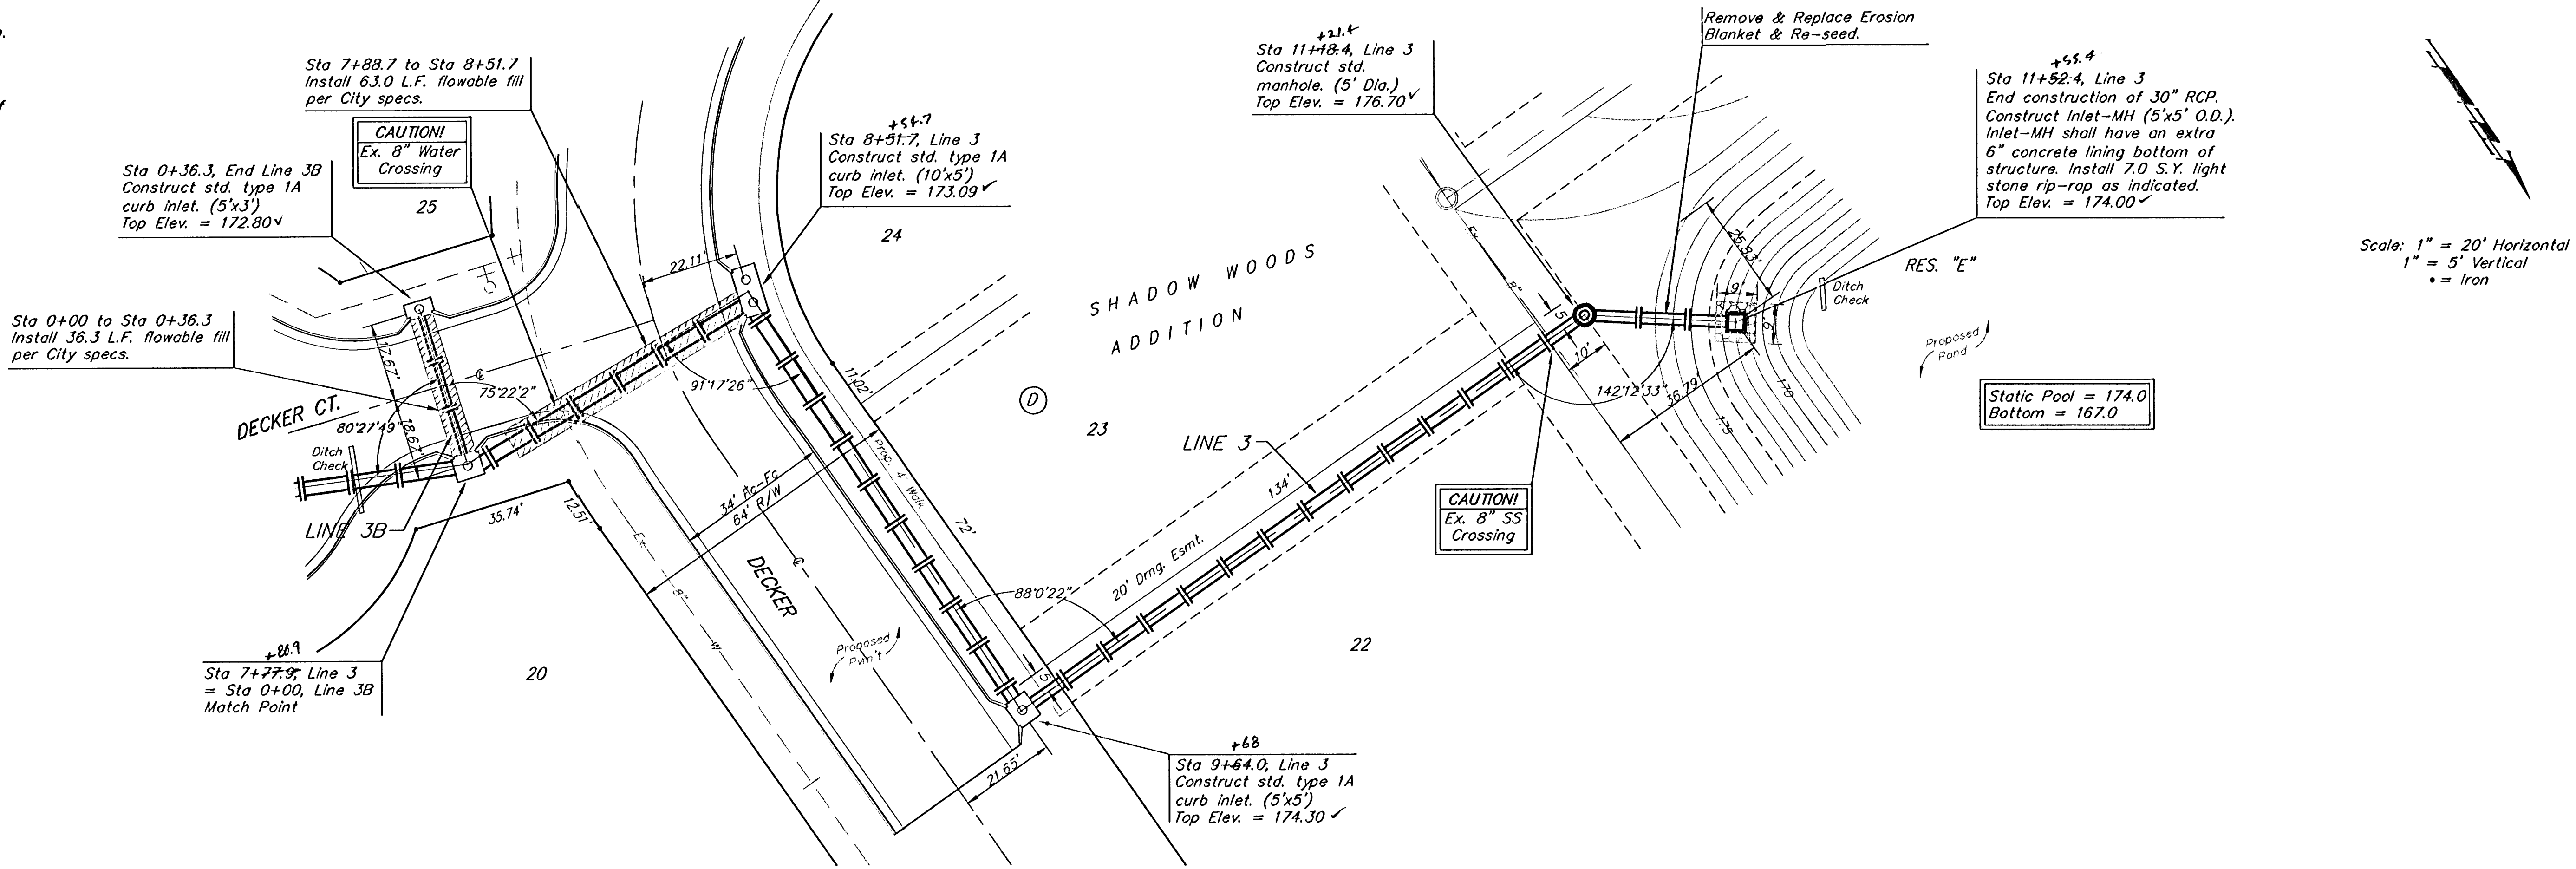 Sta 7+88.7 to Sta 8+51.7
Install 63.0 L.F. flowable fill
per City specs.
CAUTION!
Ex. 8" Water
Crossing
Sta 0+36.3, End Line 3B
Construct std. type 1A
curb inlet. (5'x3')
Top Elev. = 172.80✓
25
Sta 0+00 to Sta 0+36.3
Install 36.3 L.F. flowable fill
per City specs.
+54.7
Sta 8+51.7, Line 3
Construct std. type 1A
curb inlet. (10'x5')
Top Elev. = 173.09✓
24
22.11'
17.67'
18.67'
75°22'2"
80°27'49"
91°17'26"
DECKER CT.
Ditch
Check
LINE 3B
35.74'
12.51'
Ex.
8"
W
+80.9
Sta 7+77.9, Line 3
= Sta 0+00, Line 3B
Match Point
20
34' Fc-Fc
64' R/W
DECKER
Proposed
Pvm't
11.02'
Prop. 4' Walk
72'
88°0'22"
5'
21.65'
+68
Sta 9+64.0, Line 3
Construct std. type 1A
curb inlet. (5'x5')
Top Elev. = 174.30✓
SHADOW WOODS
ADDITION
D
23
LINE 3
134'
20' Drng. Esmt.
22
+21.4
Sta 11+18.4, Line 3
Construct std.
manhole. (5' Dia.)
Top Elev. = 176.70✓
Remove & Replace Erosion
Blanket & Re-seed.
+55.4
Sta 11+52.4, Line 3
End construction of 30" RCP.
Construct Inlet-MH (5'x5' O.D.).
Inlet-MH shall have an extra
6" concrete lining bottom of
structure. Install 7.0 S.Y. light
stone rip-rap as indicated.
Top Elev. = 174.00✓
Ex.
8"
5'
10'
142°12'33"
36.79'
26.83'
9'
Ditch
Check
RES. "E"
175
170
Proposed
Pond
CAUTION!
Ex. 8" SS
Crossing
Static Pool = 174.0
Bottom = 167.0
Scale: 1" = 20' Horizontal
1" = 5' Vertical
• = Iron